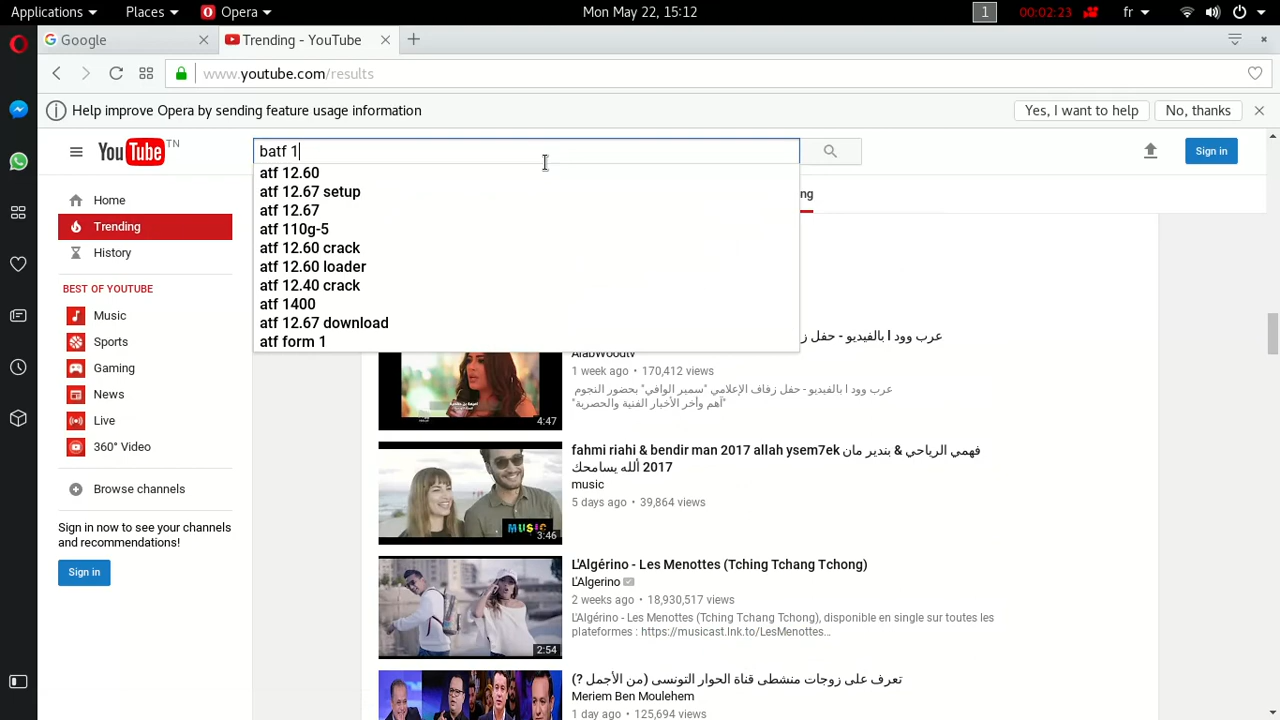 Applications Places Opera Mon May 22, 15:12 1 00:02:23 fr
Google Trending - YouTube
www.youtube.com/results
Help improve Opera by sending feature usage information Yes, I want to help No, thanks
YouTube TN batf 1 Sign in
atf 12.60
atf 12.67 setup
atf 12.67
atf 110g-5
atf 12.60 crack
atf 12.60 loader
atf 12.40 crack
atf 1400
atf 12.67 download
atf form 1
Home
Trending
History
BEST OF YOUTUBE
Music
Sports
Gaming
News
Live
360° Video
Browse channels
Sign in now to see your channels
and recommendations!
Sign in
عرب وود I بالفيديو - حفل ز
ArabWoodtv
1 week ago • 170,412 views
عرب وود I بالفيديو - حفل زفاف الإعلامي "سمير الوافي" بحضور النجوم
"أهم وأخر الأخبار الفنية والحصرية"
4:47
fahmi riahi & bendir man 2017 allah ysem7ek فهمي الرياحي & بندير مان
2017 ألله يسامحك
music
5 days ago • 39,864 views
MUSIC
3:46
L'Algérino - Les Menottes (Tching Tchang Tchong)
L'Algerino
2 weeks ago • 18,930,517 views
L'Algérino - Les Menottes (Tching Tchang Tchong), disponible en single sur toutes les
plateformes : https://musicast.lnk.to/LesMenottes...
2:54
تعرف على زوجات منشطى قناة الحوار التونسى (من الأجمل ?)
Meriem Ben Moulehem
1 day ago • 125,694 views